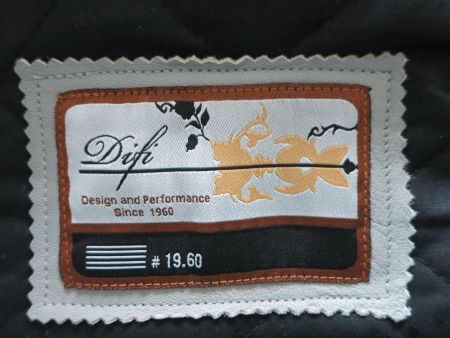 Difi
Design and Performance
Since 1960
# 19.60